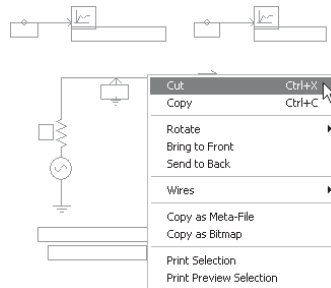 Cut Ctrl+X
Copy Ctrl+C
Rotate
Bring to Front
Send to Back
Wires
Copy as Meta-File
Copy as Bitmap
Print Selection
Print Preview Selection